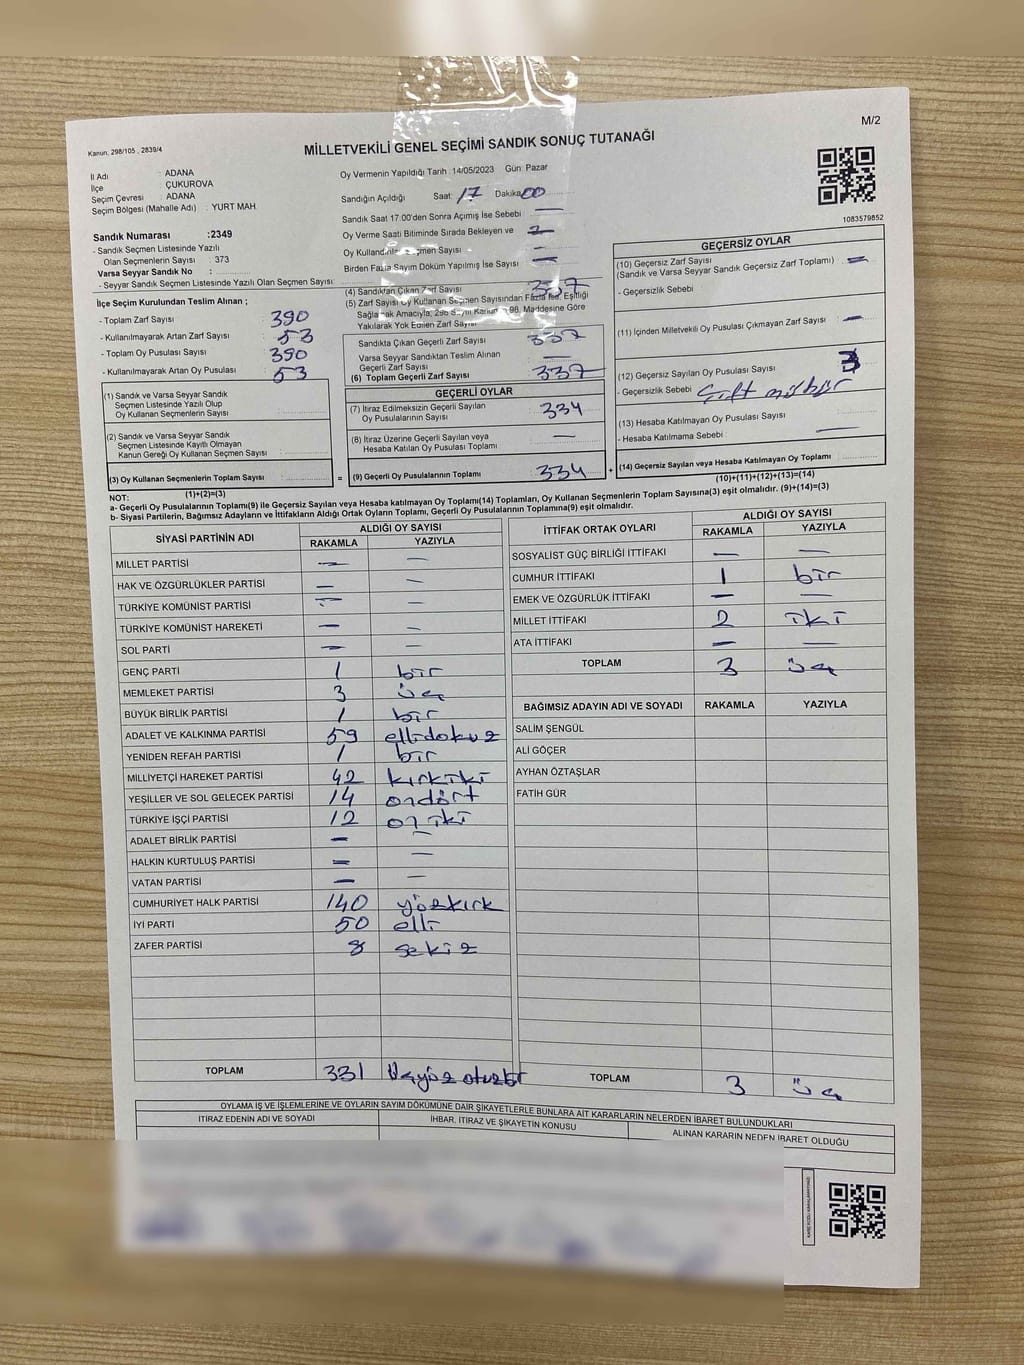 M/2
Kanun, 298/105 , 2839/4
MİLLETVEKİLİ GENEL SEÇİMİ SANDIK SONUÇ TUTANAĞI
İl Adı : ADANA
İlçe : ÇUKUROVA
Seçim Çevresi : ADANA
Seçim Bölgesi (Mahalle Adı) : YURT MAH.
Sandık Numarası :2349
- Sandık Seçmen Listesinde Yazılı
Olan Seçmenlerin Sayısı : 373
Varsa Seyyar Sandık No :
- Seyyar Sandık Seçmen Listesinde Yazılı Olan Seçmen Sayısı:
Oy Vermenin Yapıldığı Tarih :14/05/2023 Gün: Pazar
Sandığın Açıldığı Saat: 17 Dakika: 00
Sandık Saat 17:00'den Sonra Açımış İse Sebebi : —
Oy Verme Saati Bitiminde Sırada Bekleyen ve
Oy Kullandırılan Seçmen Sayısı : —
Birden Fazla Sayım Döküm Yapılmış İse Sayısı : —
1083579852
İlçe Seçim Kurulundan Teslim Alınan ;
- Toplam Zarf Sayısı : 390
- Kullanılmayarak Artan Zarf Sayısı : 53
- Toplam Oy Pusulası Sayısı : 390
- Kullanılmayarak Artan Oy Pusulası : 53
(1) Sandık ve Varsa Seyyar Sandık
Seçmen Listesinde Yazılı Olup
Oy Kullanan Seçmenlerin Sayısı :
(2) Sandık ve Varsa Seyyar Sandık
Seçmen Listesinde Kayıtlı Olmayan
Kanun Gereği Oy Kullanan Seçmen Sayısı :
(3) Oy Kullanan Seçmenlerin Toplam Sayısı :
(1)+(2)=(3)
(4) Sandıktan Çıkan Zarf Sayısı : 337
(5) Zarf Sayısı Oy Kullanan Seçmen Sayısından Fazla ise, Eşitliği
Sağlamak Amacıyla, 298 Sayılı Kanunun 98. Maddesine Göre
Yakılarak Yok Edilen Zarf Sayısı
Sandıkta Çıkan Geçerli Zarf Sayısı : 337
Varsa Seyyar Sandıktan Teslim Alınan
Geçerli Zarf Sayısı : —
(6) Toplam Geçerli Zarf Sayısı : 337
GEÇERLİ OYLAR
(7) İtiraz Edilmeksizin Geçerli Sayılan
Oy Pusulalarının Sayısı : 334
(8) İtiraz Üzerine Geçerli Sayılan veya
Hesaba Katılan Oy Pusulası Toplamı : —
= (9) Geçerli Oy Pusulalarının Toplamı : 334 +
GEÇERSİZ OYLAR
(10) Geçersiz Zarf Sayısı : —
(Sandık ve Varsa Seyyar Sandık Geçersiz Zarf Toplamı)
- Geçersizlik Sebebi
(11) İçinden Milletvekili Oy Pusulası Çıkmayan Zarf Sayısı : —
(12) Geçersiz Sayılan Oy Pusulası Sayısı : 3
- Geçersizlik Sebebi : Çift mühür
(13) Hesaba Katılmayan Oy Pusulası Sayısı : —
- Hesaba Katılmama Sebebi :
(14) Geçersiz Sayılan veya Hesaba Katılmayan Oy Toplamı :
(10)+(11)+(12)+(13)=(14)
NOT:
a- Geçerli Oy Pusulalarının Toplamı(9) ile Geçersiz Sayılan veya Hesaba katılmayan Oy Toplamı(14) Toplamları, Oy Kullanan Seçmenlerin Toplam Sayısına(3) eşit olmalıdır. (9)+(14)=(3)
b- Siyasi Partilerin, Bağımsız Adayların ve İttifakların Aldığı Ortak Oyların Toplamı, Geçerli Oy Pusulalarının Toplamına(9) eşit olmalıdır.
SİYASİ PARTİNİN ADI ALDIĞI OY SAYISI
RAKAMLA YAZIYLA
MİLLET PARTİSİ — —
HAK VE ÖZGÜRLÜKLER PARTİSİ — —
TÜRKİYE KOMÜNİST PARTİSİ — —
TÜRKİYE KOMÜNİST HAREKETİ — —
SOL PARTİ — —
GENÇ PARTİ 1 bir
MEMLEKET PARTİSİ 3 üç
BÜYÜK BİRLİK PARTİSİ 1 bir
ADALET VE KALKINMA PARTİSİ 59 ellidokuz
YENİDEN REFAH PARTİSİ 1 bir
MİLLİYETÇİ HAREKET PARTİSİ 42 kırkiki
YEŞİLLER VE SOL GELECEK PARTİSİ 14 ondört
TÜRKİYE İŞÇİ PARTİSİ 12 on iki
ADALET BİRLİK PARTİSİ — —
HALKIN KURTULUŞ PARTİSİ — —
VATAN PARTİSİ — —
CUMHURİYET HALK PARTİSİ 140 yüzkırk
İYİ PARTİ 50 elli
ZAFER PARTİSİ 8 sekiz
TOPLAM 331 üçyüz otuzbir
İTTİFAK ORTAK OYLARI ALDIĞI OY SAYISI
RAKAMLA YAZIYLA
SOSYALİST GÜÇ BİRLİĞİ İTTİFAKI — —
CUMHUR İTTİFAKI 1 bir
EMEK VE ÖZGÜRLÜK İTTİFAKI — —
MİLLET İTTİFAKI 2 iki
ATA İTTİFAKI — —
TOPLAM 3 üç
BAĞIMSIZ ADAYIN ADI VE SOYADI RAKAMLA YAZIYLA
SALİM ŞENGÜL
ALİ GÖÇER
AYHAN ÖZTAŞLAR
FATİH GÜR
TOPLAM 3 üç
OYLAMA İŞ VE İŞLEMLERİNE VE OYLARIN SAYIM DÖKÜMÜNE DAİR ŞİKAYETLERLE BUNLARA AİT KARARLARIN NELERDEN İBARET BULUNDUKLARI
İTİRAZ EDENİN ADI VE SOYADI İHBAR, İTİRAZ VE ŞİKAYETİN KONUSU ALINAN KARARIN NEDEN İBARET OLDUĞU